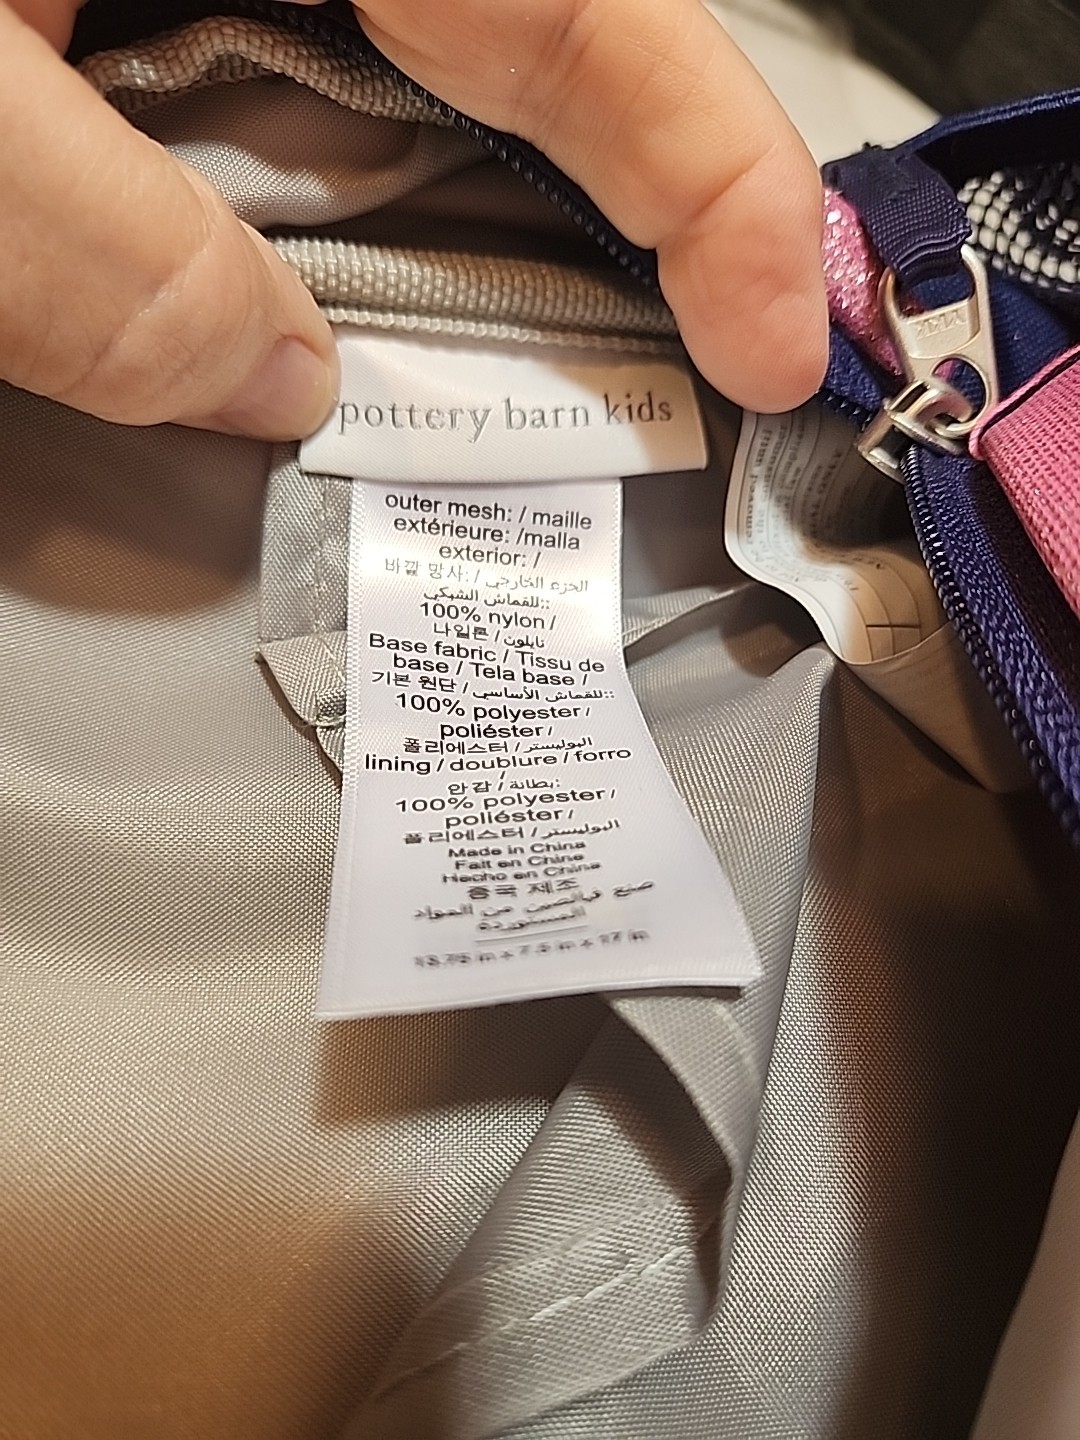 pottery barn kids
outer mesh: / maille
extérieure: /malla
exterior: /
바깥 망사: / الجزء الخارجي
للقماش الشبكي::
100% nylon /
나일론 / نايلون
Base fabric / Tissu de
base / Tela base /
기본 원단 / للقماش الأساسي::
100% polyester /
poliéster /
폴리에스터 / البوليستر
lining / doublure / forro
/
안감 / بطانة:
100% polyester /
poliéster /
폴리에스터 / البوليستر
Made in China
Fait en Chine
Hecho en China
중국 제조
صنع في الصين من المواد
المستوردة
removed
the consumer
ONLY